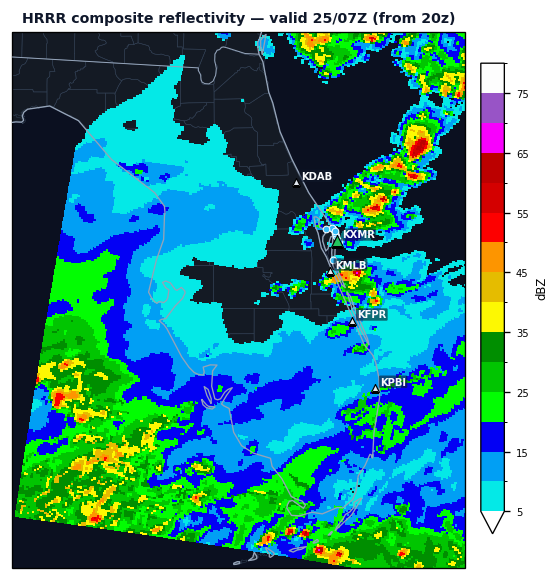 HRRR composite reflectivity — valid 25/07Z (from 20z)
KDAB
KXMR
KMLB
KFPR
KPBI
75
65
55
45
35
25
15
5
dBZ